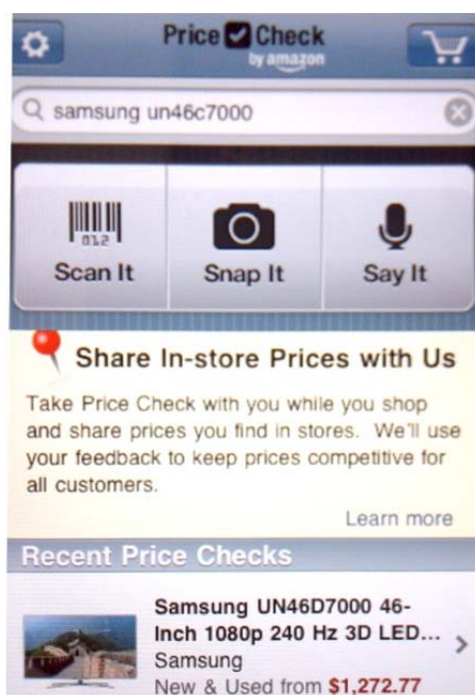 Price Check
by amazon
samsung un46c7000
012
Scan It
Snap It
Say It
Share In-store Prices with Us
Take Price Check with you while you shop
and share prices you find in stores. We'll use
your feedback to keep prices competitive for
all customers.
Learn more
Recent Price Checks
Samsung UN46D7000 46-
Inch 1080p 240 Hz 3D LED...
Samsung
New & Used from $1,272.77